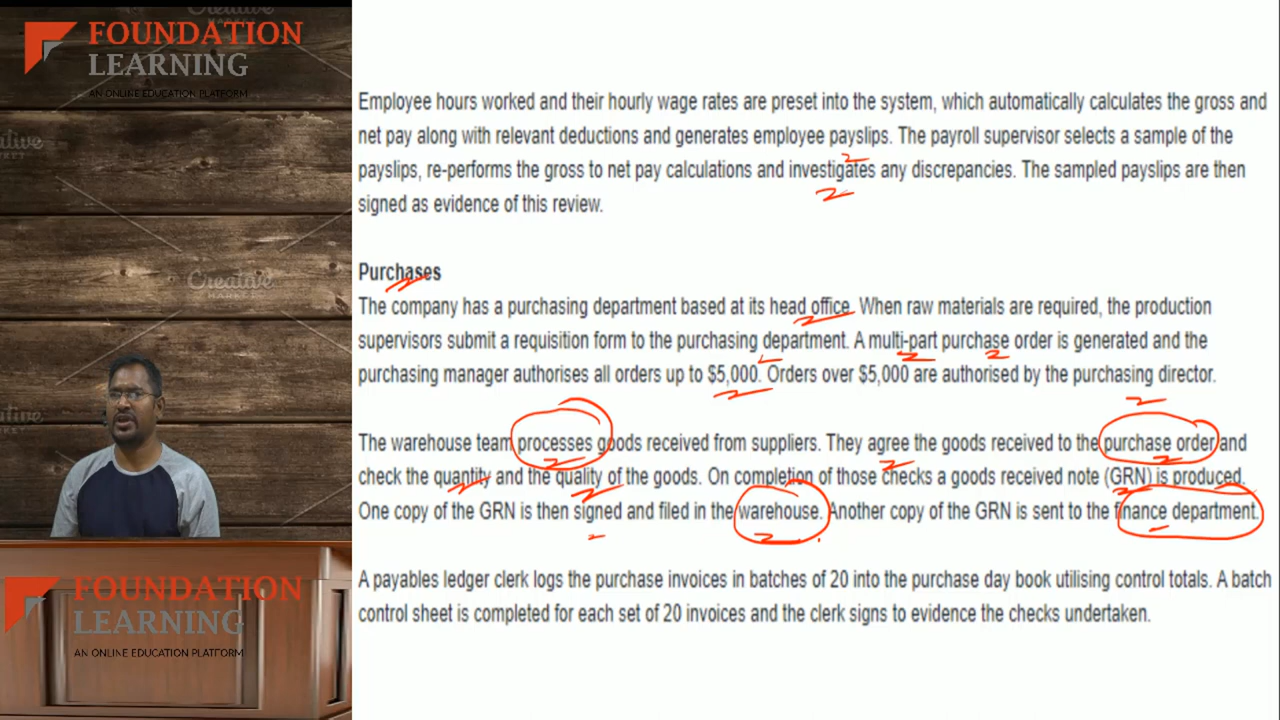 FOUNDATION
LEARNING
AN ONLINE EDUCATION PLATFORM
Creative
MARKET
Employee hours worked and their hourly wage rates are preset into the system, which automatically calculates the gross and
net pay along with relevant deductions and generates employee payslips. The payroll supervisor selects a sample of the
payslips, re-performs the gross to net pay calculations and investigates any discrepancies. The sampled payslips are then
signed as evidence of this review.
Purchases
The company has a purchasing department based at its head office. When raw materials are required, the production
supervisors submit a requisition form to the purchasing department. A multi-part purchase order is generated and the
purchasing manager authorises all orders up to $5,000. Orders over $5,000 are authorised by the purchasing director.
The warehouse team processes goods received from suppliers. They agree the goods received to the purchase order and
check the quantity and the quality of the goods. On completion of those checks a goods received note (GRN) is produced.
One copy of the GRN is then signed and filed in the warehouse. Another copy of the GRN is sent to the finance department.
A payables ledger clerk logs the purchase invoices in batches of 20 into the purchase day book utilising control totals. A batch
control sheet is completed for each set of 20 invoices and the clerk signs to evidence the checks undertaken.
FOUNDATION
LEARNING
AN ONLINE EDUCATION PLATFORM